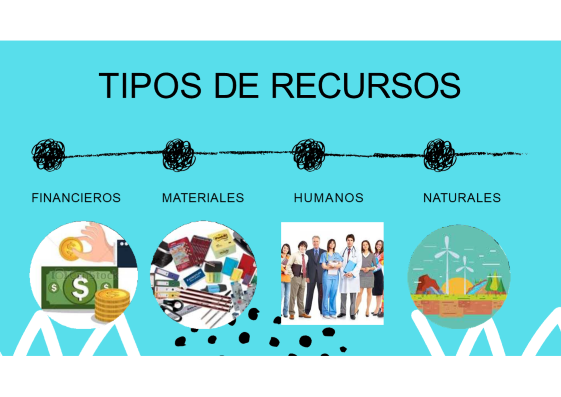 TIPOS DE RECURSOS
FINANCIEROS
MATERIALES
HUMANOS
NATURALES